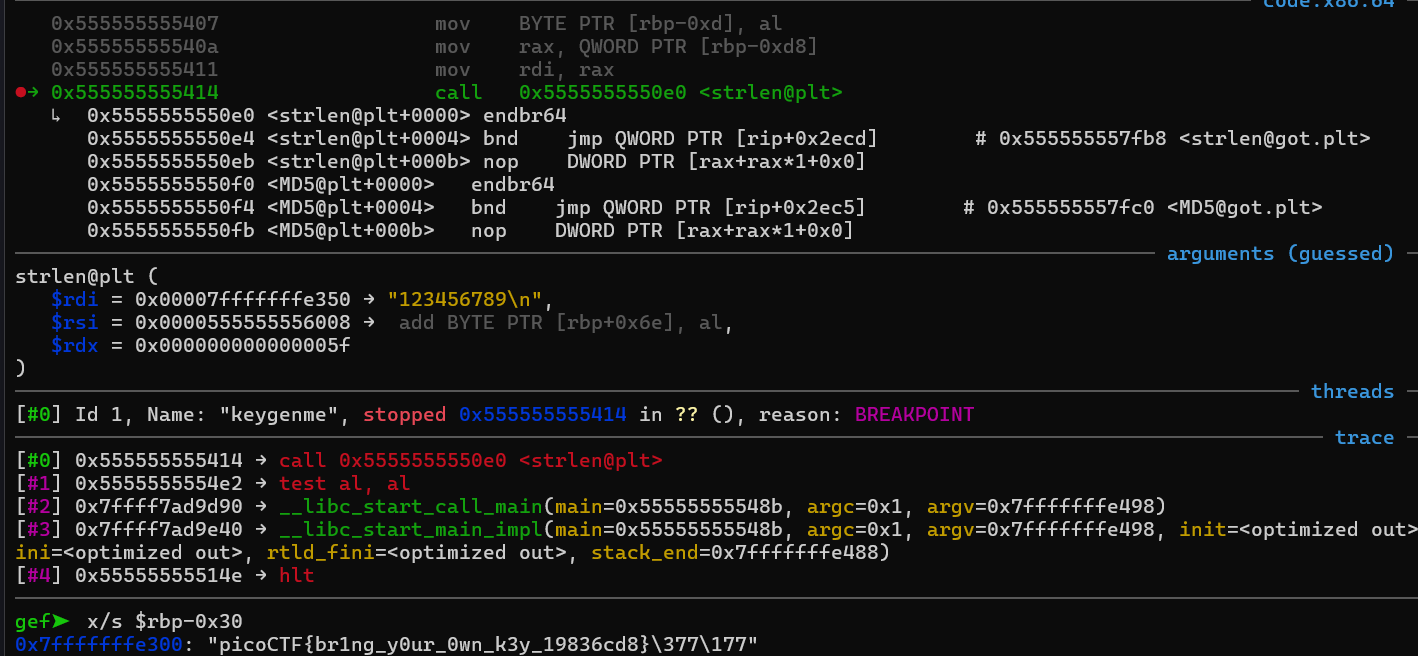 code:x86:64
0x555555555407 mov BYTE PTR [rbp-0xd], al
0x55555555540a mov rax, QWORD PTR [rbp-0xd8]
0x555555555411 mov rdi, rax
●→ 0x555555555414 call 0x5555555550e0 <strlen@plt>
↳ 0x5555555550e0 <strlen@plt+0000> endbr64
0x5555555550e4 <strlen@plt+0004> bnd jmp QWORD PTR [rip+0x2ecd] # 0x555555557fb8 <strlen@got.plt>
0x5555555550eb <strlen@plt+000b> nop DWORD PTR [rax+rax*1+0x0]
0x5555555550f0 <MD5@plt+0000> endbr64
0x5555555550f4 <MD5@plt+0004> bnd jmp QWORD PTR [rip+0x2ec5] # 0x555555557fc0 <MD5@got.plt>
0x5555555550fb <MD5@plt+000b> nop DWORD PTR [rax+rax*1+0x0]
arguments (guessed)
strlen@plt (
$rdi = 0x00007fffffffe350 → "123456789\n",
$rsi = 0x0000555555556008 → add BYTE PTR [rbp+0x6e], al,
$rdx = 0x000000000000005f
)
threads
[#0] Id 1, Name: "keygenme", stopped 0x555555555414 in ?? (), reason: BREAKPOINT
trace
[#0] 0x555555555414 → call 0x5555555550e0 <strlen@plt>
[#1] 0x5555555554e2 → test al, al
[#2] 0x7ffff7ad9d90 → __libc_start_call_main(main=0x55555555548b, argc=0x1, argv=0x7fffffffe498)
[#3] 0x7ffff7ad9e40 → __libc_start_main_impl(main=0x55555555548b, argc=0x1, argv=0x7fffffffe498, init=<optimized out>
ini=<optimized out>, rtld_fini=<optimized out>, stack_end=0x7fffffffe488)
[#4] 0x55555555514e → hlt
gef➤ x/s $rbp-0x30
0x7fffffffe300: "picoCTF{br1ng_y0ur_0wn_k3y_19836cd8}\377\177"